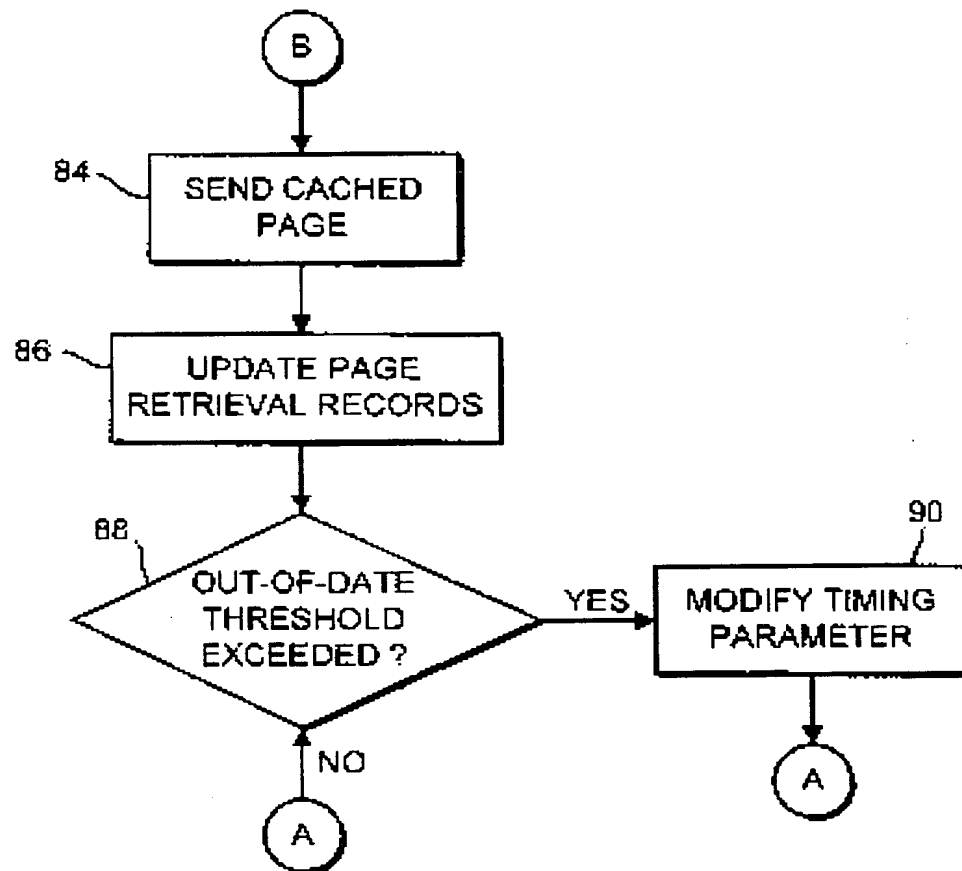 B
84
SEND CACHED
PAGE
86
UPDATE PAGE
RETRIEVAL RECORDS
88
OUT-OF-DATE
THRESHOLD
EXCEEDED ?
YES
90
MODIFY TIMING
PARAMETER
NO
A
A